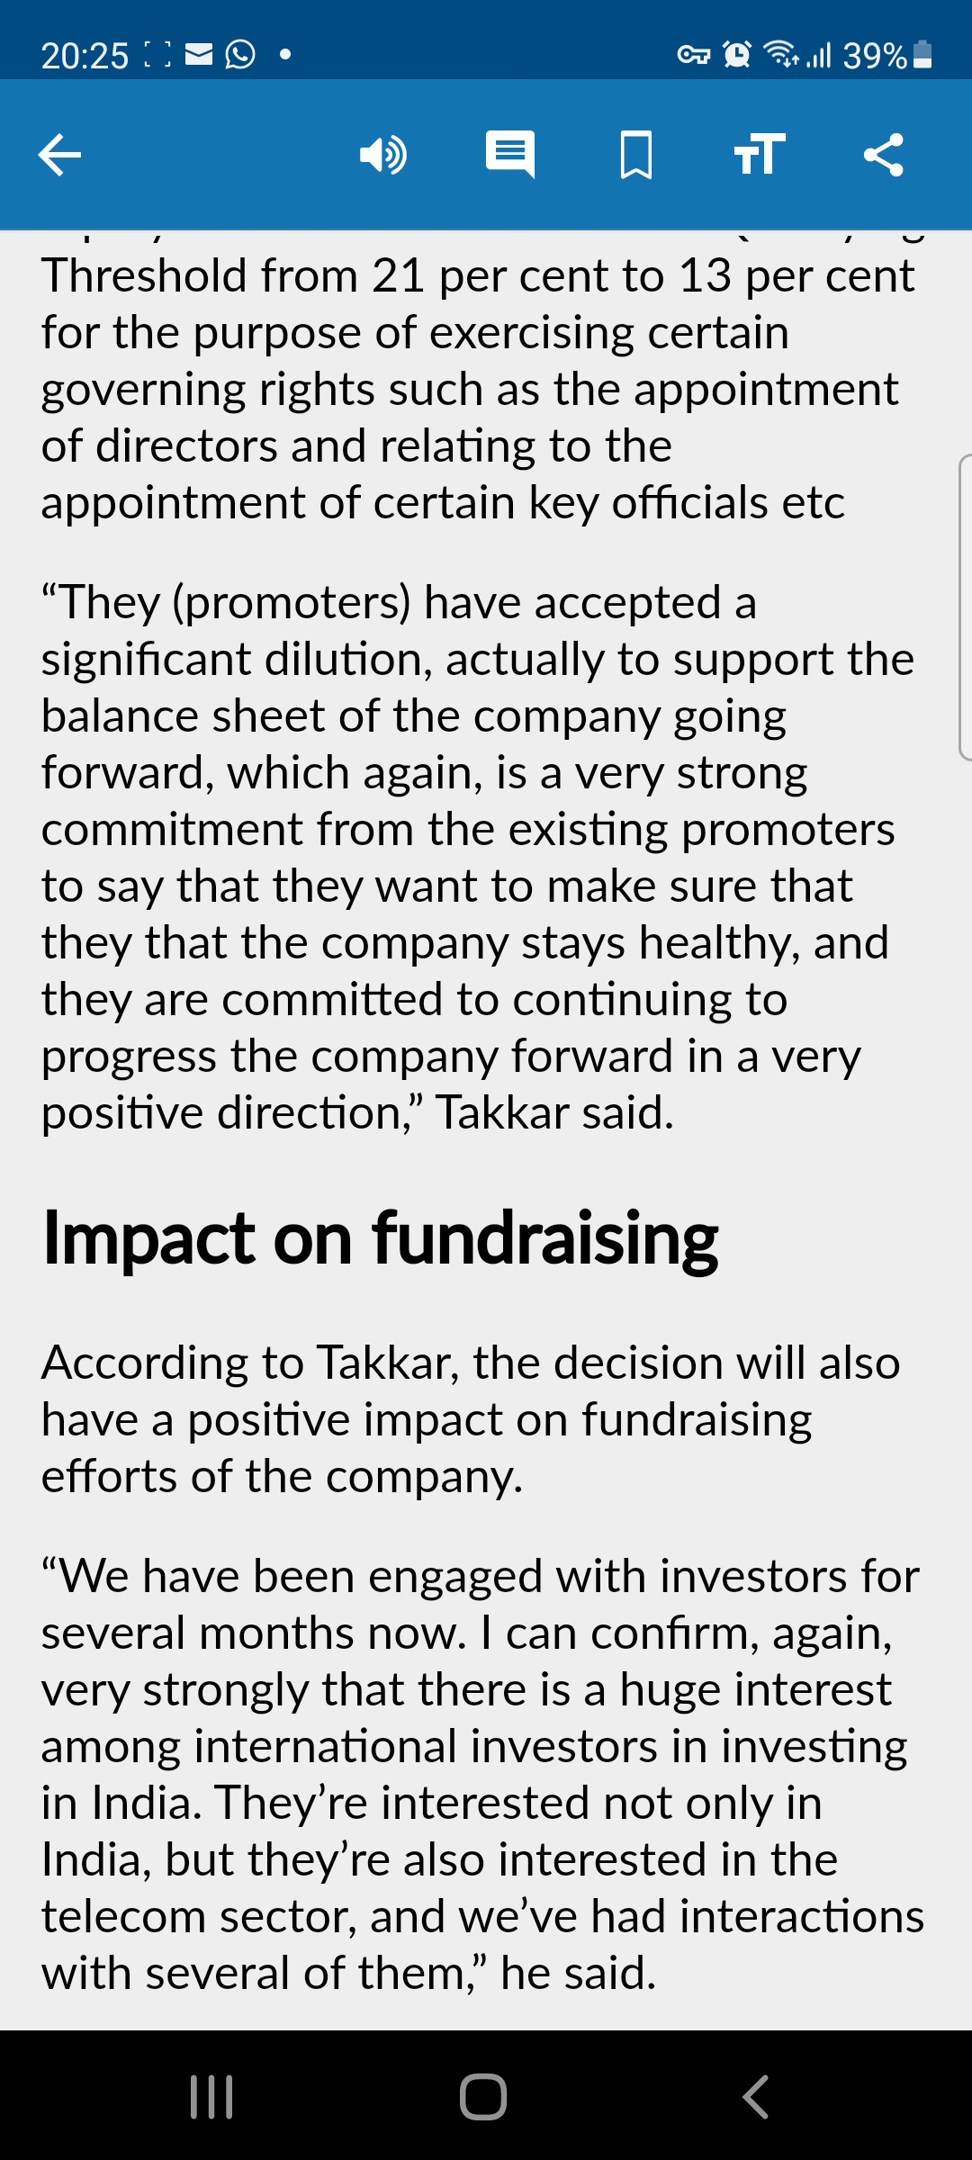 20:25
39%
Threshold from 21 per cent to 13 per cent
for the purpose of exercising certain
governing rights such as the appointment
of directors and relating to the
appointment of certain key officials etc
“They (promoters) have accepted a
significant dilution, actually to support the
balance sheet of the company going
forward, which again, is a very strong
commitment from the existing promoters
to say that they want to make sure that
they that the company stays healthy, and
they are committed to continuing to
progress the company forward in a very
positive direction,” Takkar said.
Impact on fundraising
According to Takkar, the decision will also
have a positive impact on fundraising
efforts of the company.
“We have been engaged with investors for
several months now. I can confirm, again,
very strongly that there is a huge interest
among international investors in investing
in India. They’re interested not only in
India, but they’re also interested in the
telecom sector, and we’ve had interactions
with several of them,” he said.